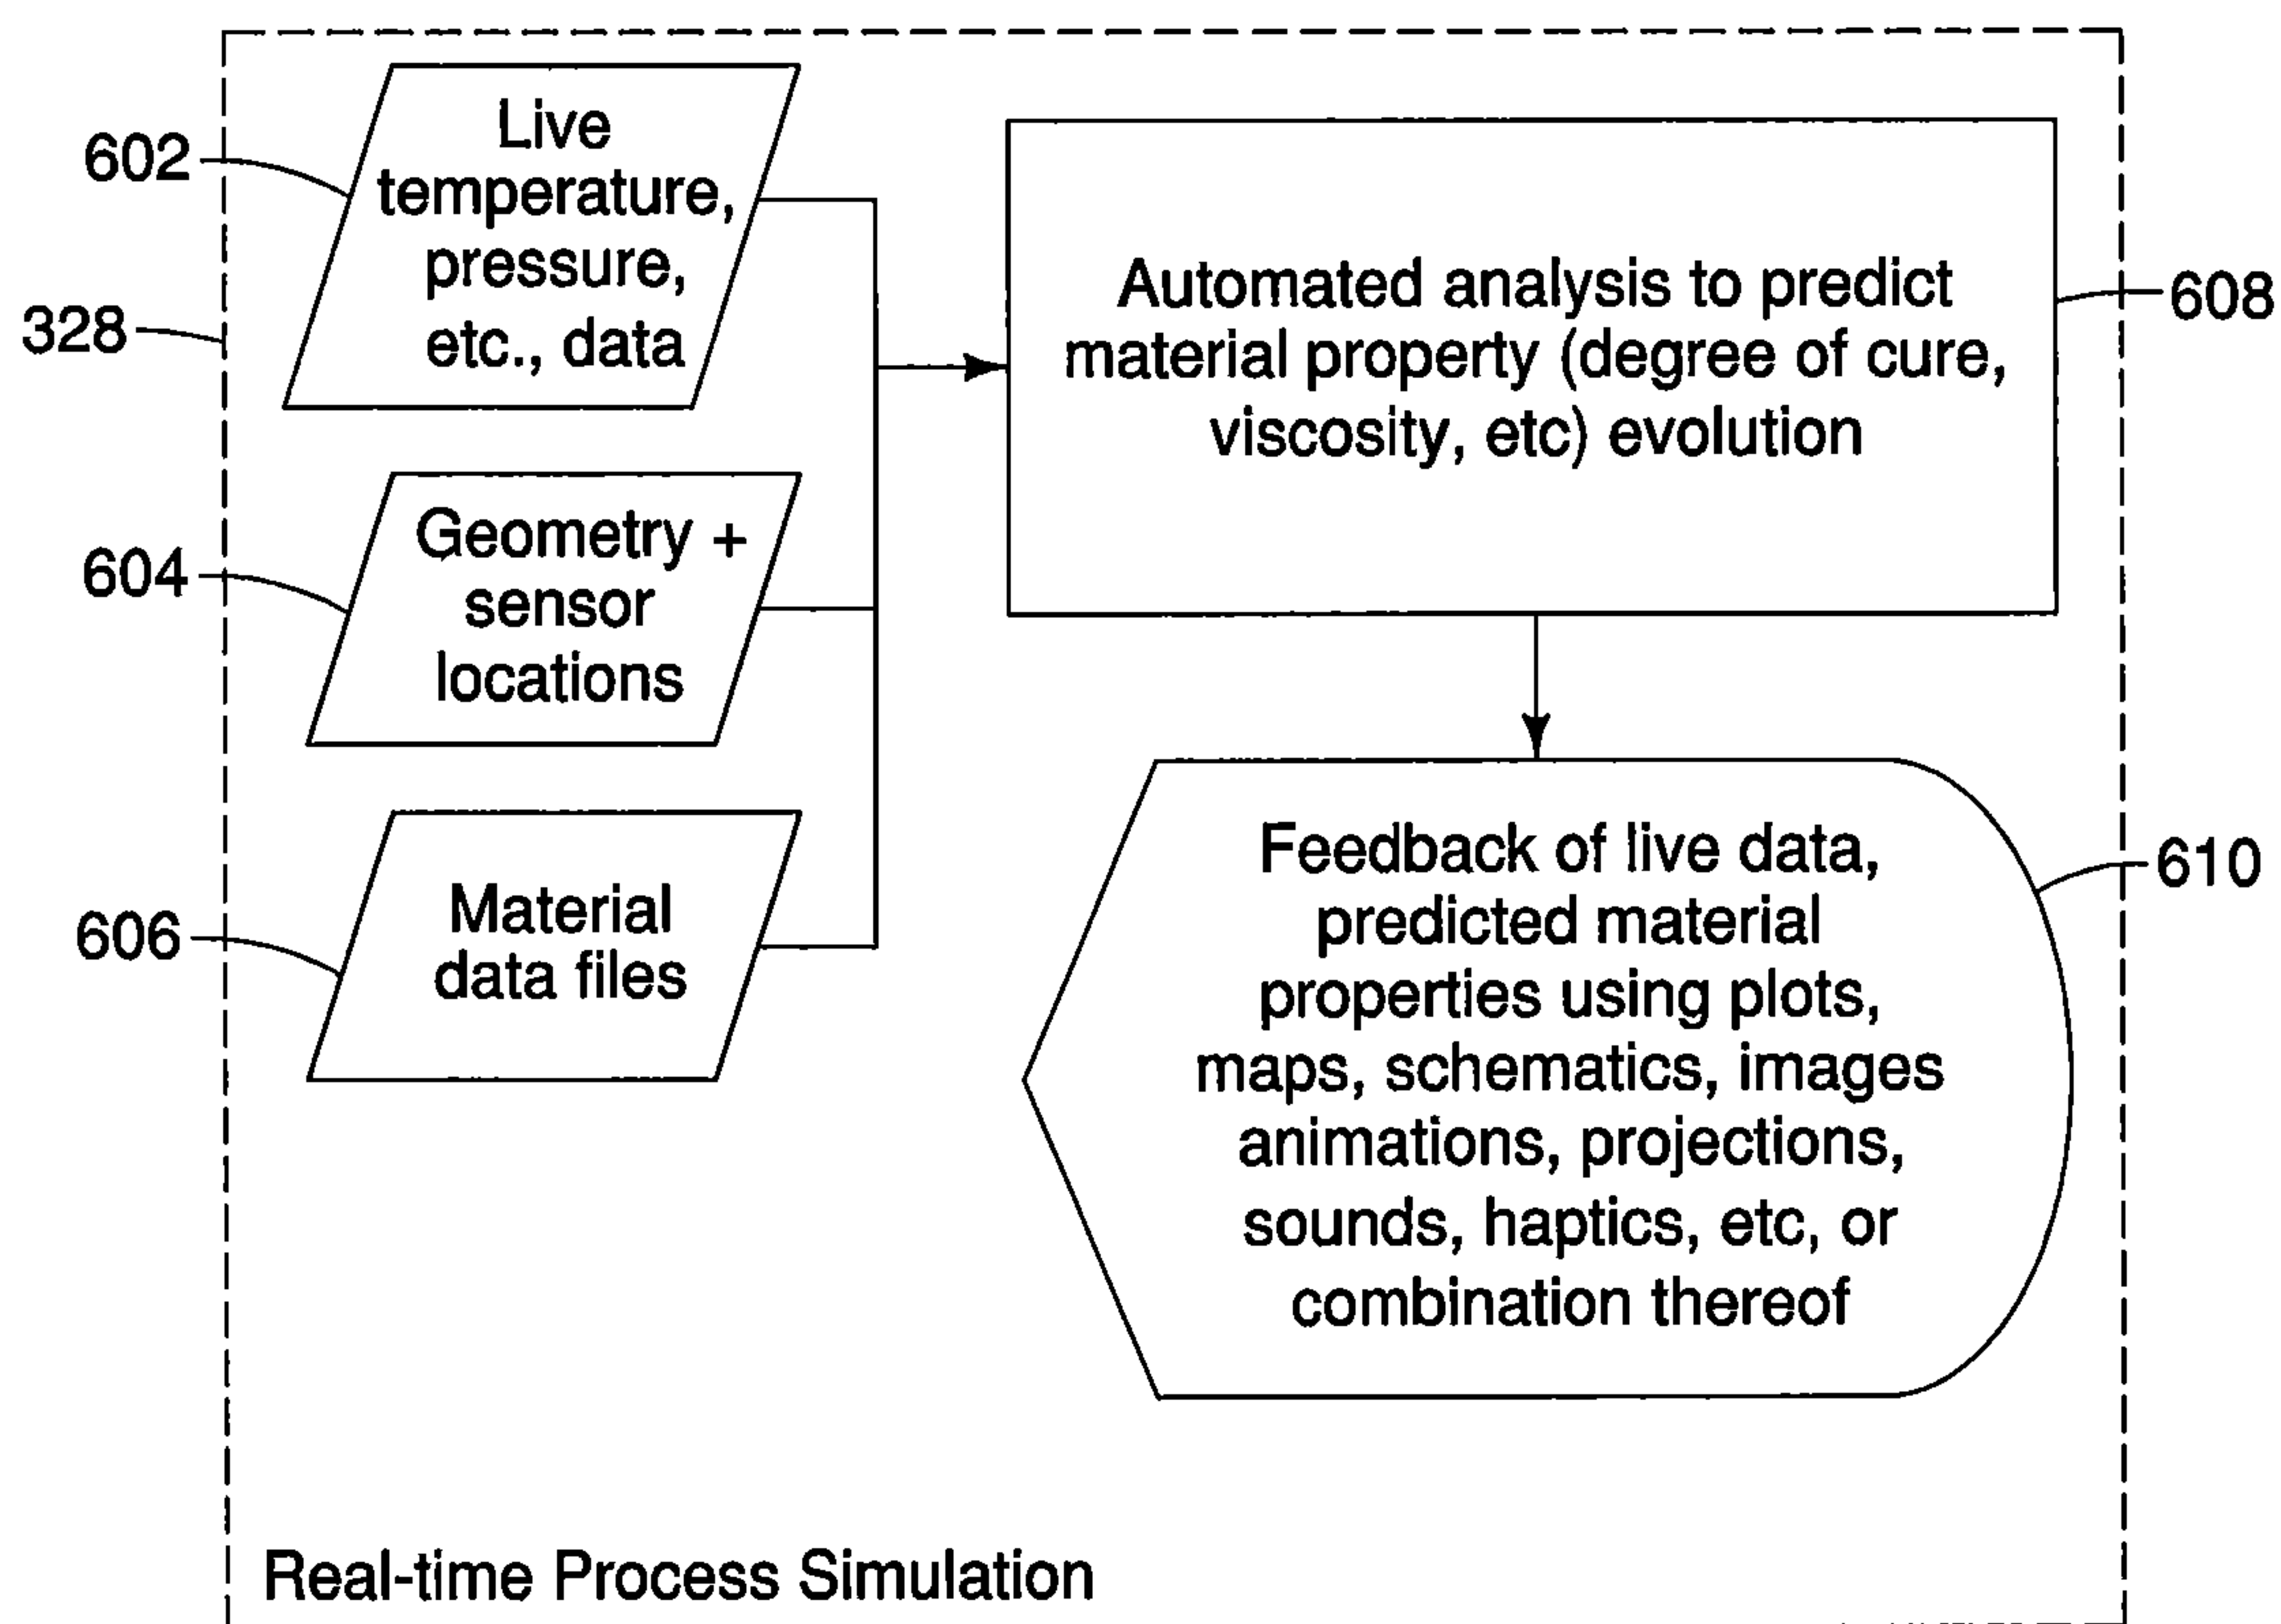 602
Live
temperature,
pressure,
etc., data
328
604
Geometry +
sensor
locations
606
Material
data files
Automated analysis to predict
material property (degree of cure,
viscosity, etc) evolution
608
Feedback of live data,
predicted material
properties using plots,
maps, schematics, images
animations, projections,
sounds, haptics, etc, or
combination thereof
610
Real-time Process Simulation